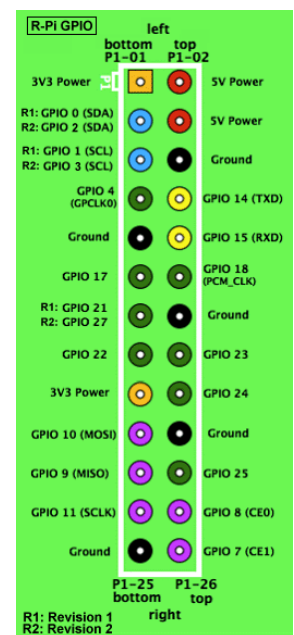 R-Pi GPIO
left
bottom top
P1-01 P1-02
3V3 Power P1 5V Power
R1: GPIO 0 (SDA)
R2: GPIO 2 (SDA)
5V Power
R1: GPIO 1 (SCL)
R2: GPIO 3 (SCL)
Ground
GPIO 4
(GPCLK0)
GPIO 14 (TXD)
Ground GPIO 15 (RXD)
GPIO 17
GPIO 18
(PCM_CLK)
R1: GPIO 21
R2: GPIO 27
Ground
GPIO 22 GPIO 23
3V3 Power GPIO 24
GPIO 10 (MOSI) Ground
GPIO 9 (MISO) GPIO 25
GPIO 11 (SCLK) GPIO 8 (CE0)
Ground GPIO 7 (CE1)
P1-25 P1-26
bottom top
right
R1: Revision 1
R2: Revision 2